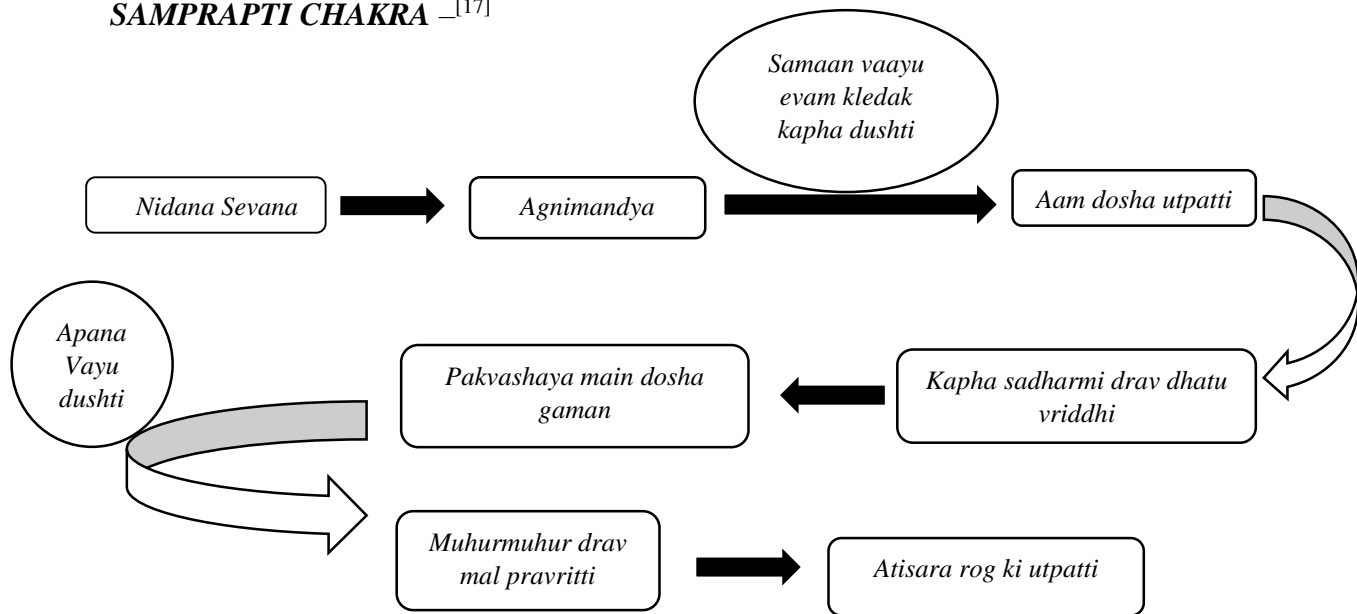 SAMPRAPTI CHAKRA –[17]
Samaan vaayu
evam kledak
kapha dushti
Nidana Sevana
Agnimandya
Aam dosha utpatti
Apana
Vayu
dushti
Pakvashaya main dosha
gaman
Kapha sadharmi drav dhatu
vriddhi
Muhurmuhur drav
mal pravritti
Atisara rog ki utpatti